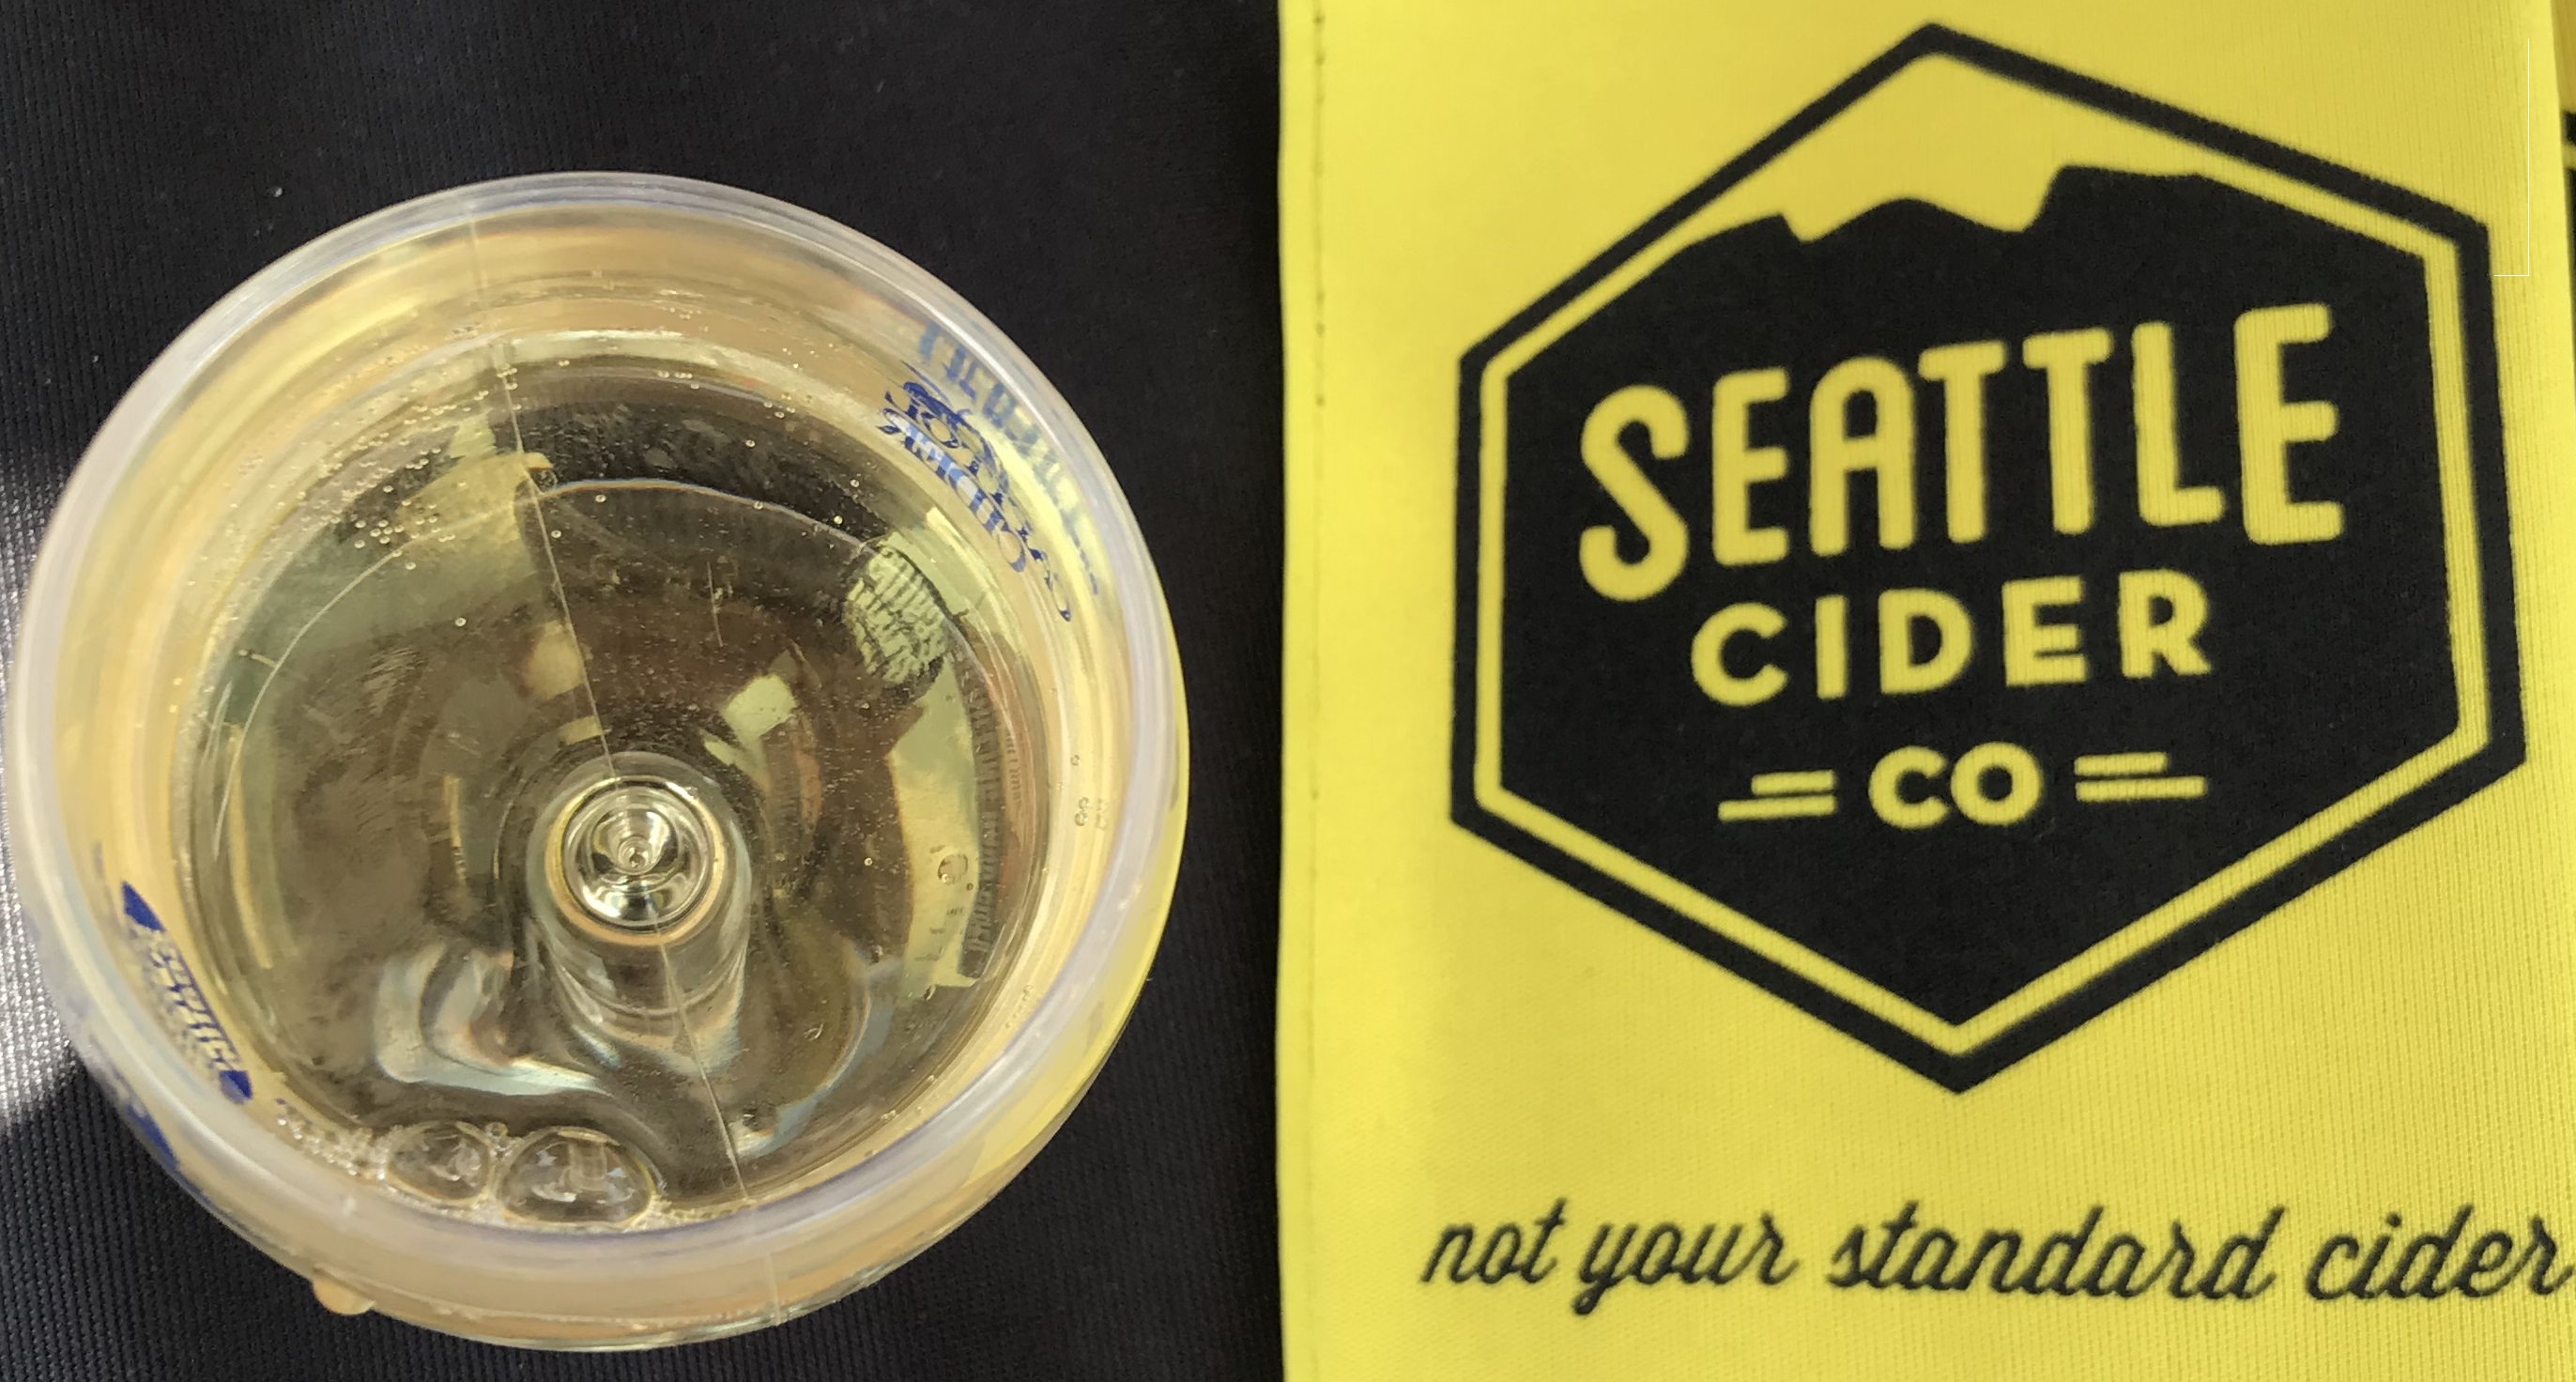 SEATTLE
CIDER
CO
not your standard cider